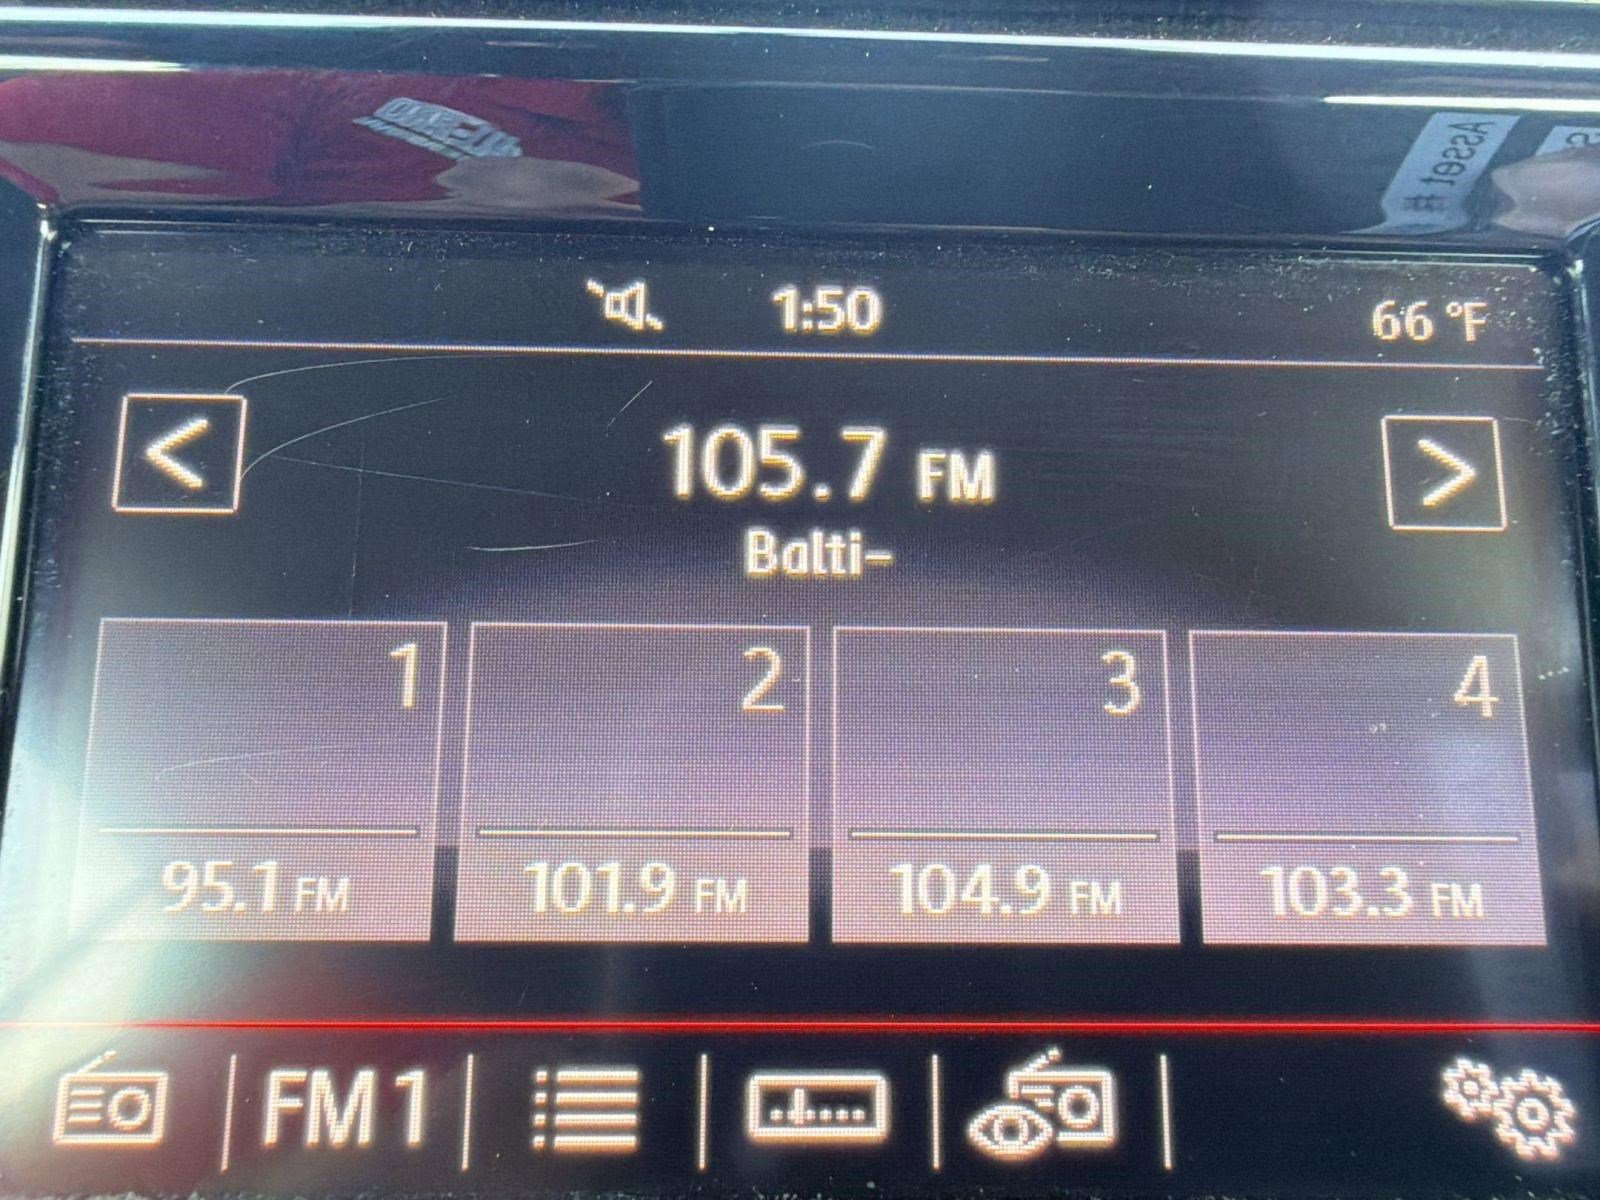 Asset #
1:50
66 °F
<
105.7 FM
>
Balti-
1
2
3
4
95.1 FM
101.9 FM
104.9 FM
103.3 FM
FM 1